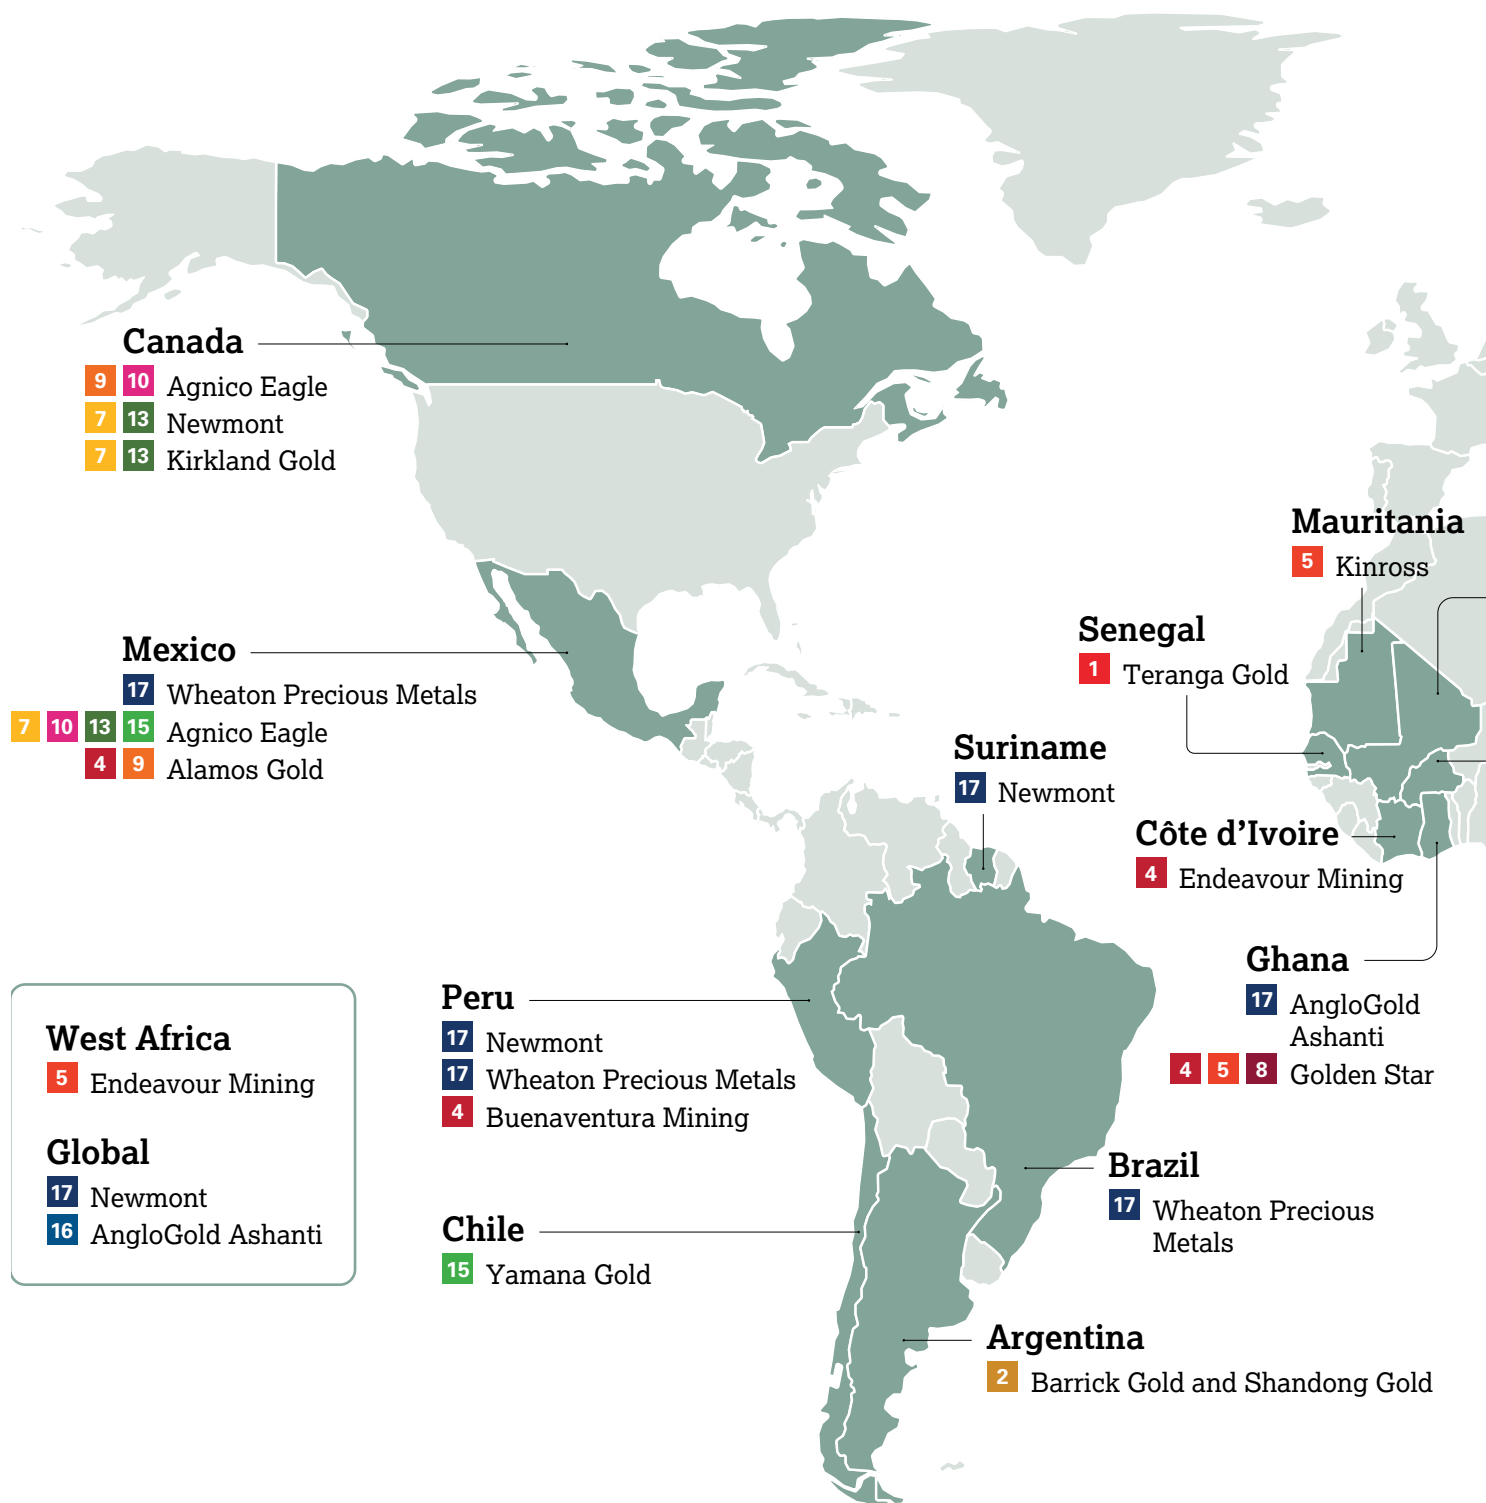 Canada
9 10 Agnico Eagle
7 13 Newmont
7 13 Kirkland Gold
Mauritania
5 Kinross
Senegal
1 Teranga Gold
Mexico
17 Wheaton Precious Metals
7 10 13 15 Agnico Eagle
4 9 Alamos Gold
Suriname
17 Newmont
Côte d’Ivoire
4 Endeavour Mining
Ghana
17 AngloGold
Ashanti
4 5 8 Golden Star
Peru
17 Newmont
17 Wheaton Precious Metals
4 Buenaventura Mining
West Africa
5 Endeavour Mining
Global
17 Newmont
16 AngloGold Ashanti
Brazil
17 Wheaton Precious
Metals
Chile
15 Yamana Gold
Argentina
2 Barrick Gold and Shandong Gold